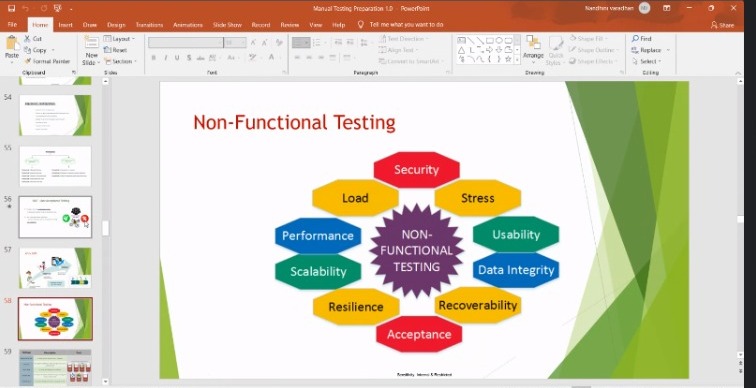 Manual Testing Preparation 1.0 - PowerPoint
Nandhini varadhan
File Home Insert Draw Design Transitions Animations Slide Show Record Review View Help Tell me what you want to do
Share
Paste
Cut
Copy
Format Painter
Clipboard
New Slide
Layout
Reset
Section
Slides
Font
Text Direction
Align Text
Convert to SmartArt
Paragraph
Arrange
Quick Styles
Shape Fill
Shape Outline
Shape Effects
Drawing
Find
Replace
Select
Editing
54
55
56
57
58
59
Non-Functional Testing
Security
Load
Stress
Performance
NON-
FUNCTIONAL
TESTING
Usability
Scalability
Data Integrity
Resilience
Recoverability
Acceptance
Sensitivity: Internal & Restricted